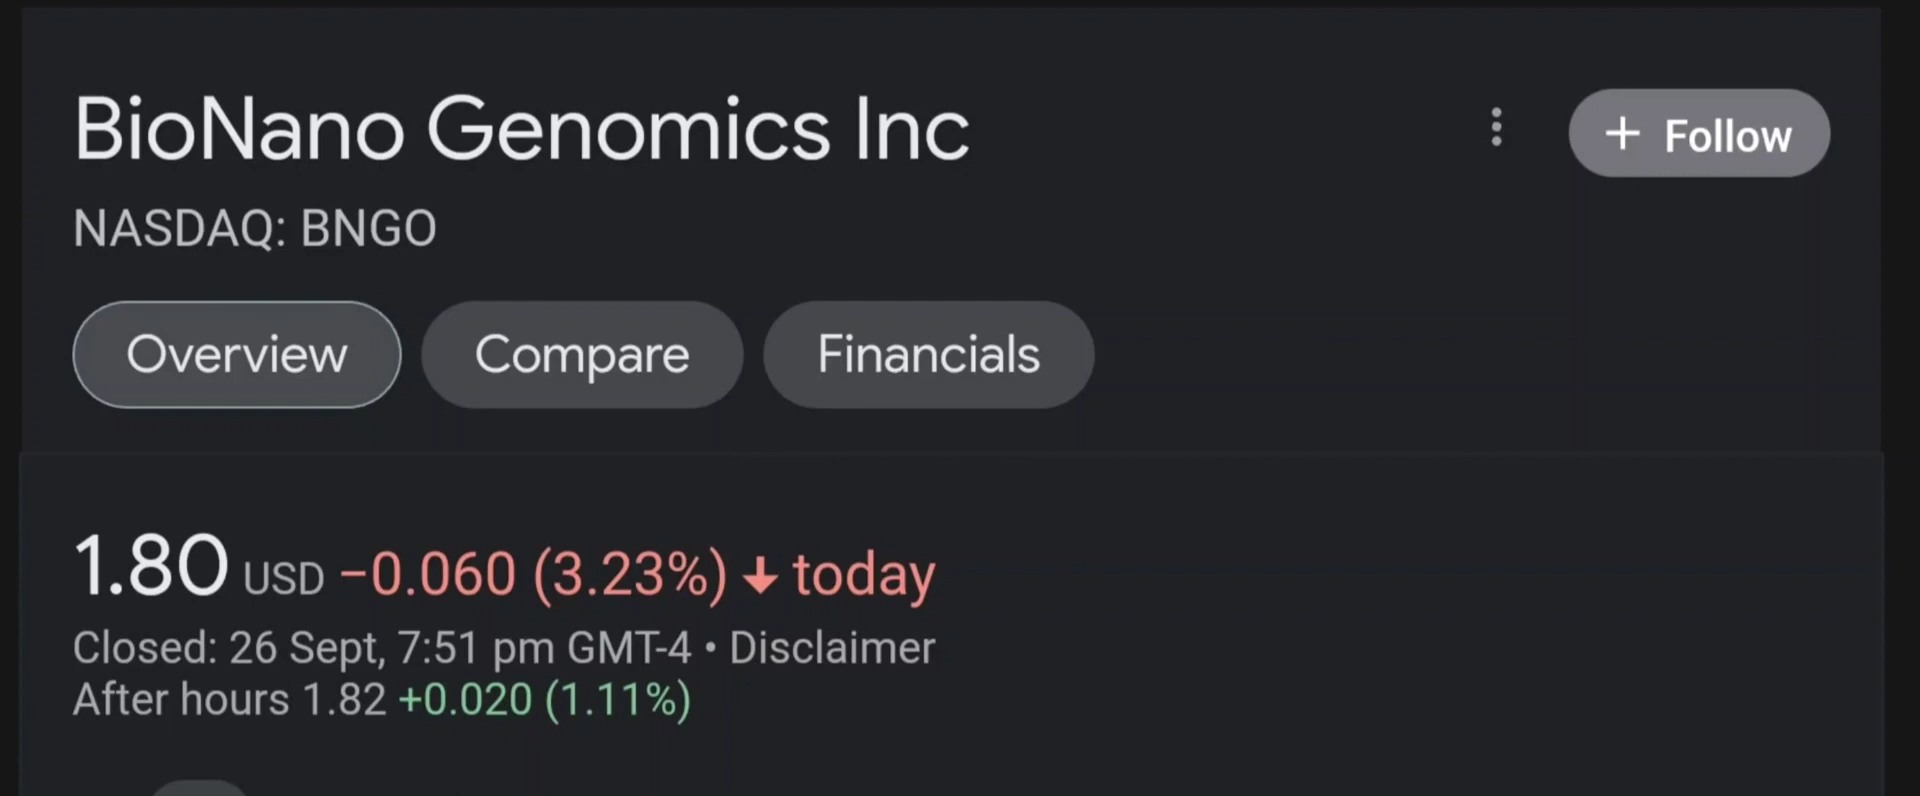 BioNano Genomics Inc
+ Follow
NASDAQ: BNGO
Overview
Compare
Financials
1.80 USD −0.060 (3.23%) ↓ today
Closed: 26 Sept, 7:51 pm GMT-4 • Disclaimer
After hours 1.82 +0.020 (1.11%)